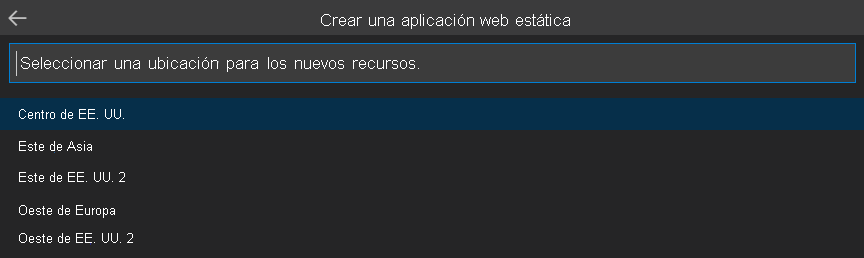 Crear una aplicación web estática
Seleccionar una ubicación para los nuevos recursos.
Centro de EE. UU.
Este de Asia
Este de EE. UU. 2
Oeste de Europa
Oeste de EE. UU. 2